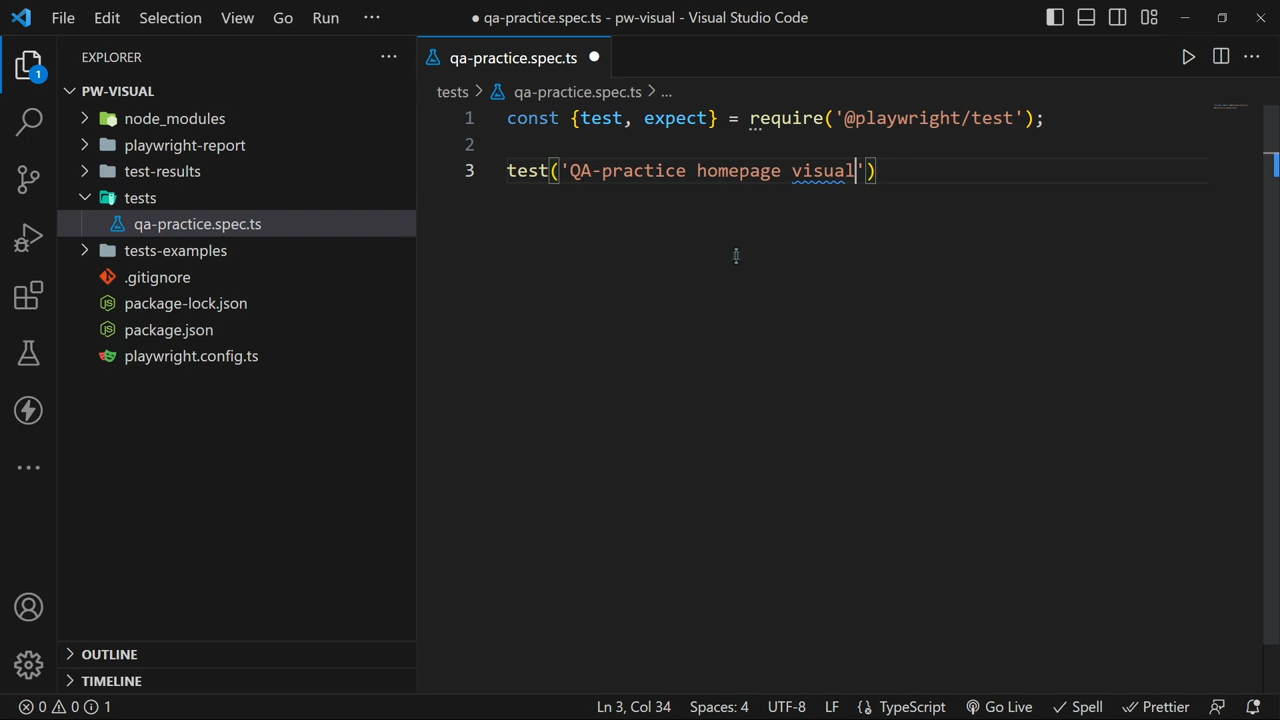 File Edit Selection View Go Run ···
● qa-practice.spec.ts - pw-visual - Visual Studio Code
EXPLORER
1
PW-VISUAL
node_modules
playwright-report
test-results
tests
qa-practice.spec.ts
tests-examples
.gitignore
package-lock.json
package.json
playwright.config.ts
OUTLINE
TIMELINE
qa-practice.spec.ts
tests > qa-practice.spec.ts > ...
1 const {test, expect} = require('@playwright/test');
2
3 test('QA-practice homepage visual')
0 0 1
Ln 3, Col 34 Spaces: 4 UTF-8 LF {} TypeScript Go Live Spell Prettier